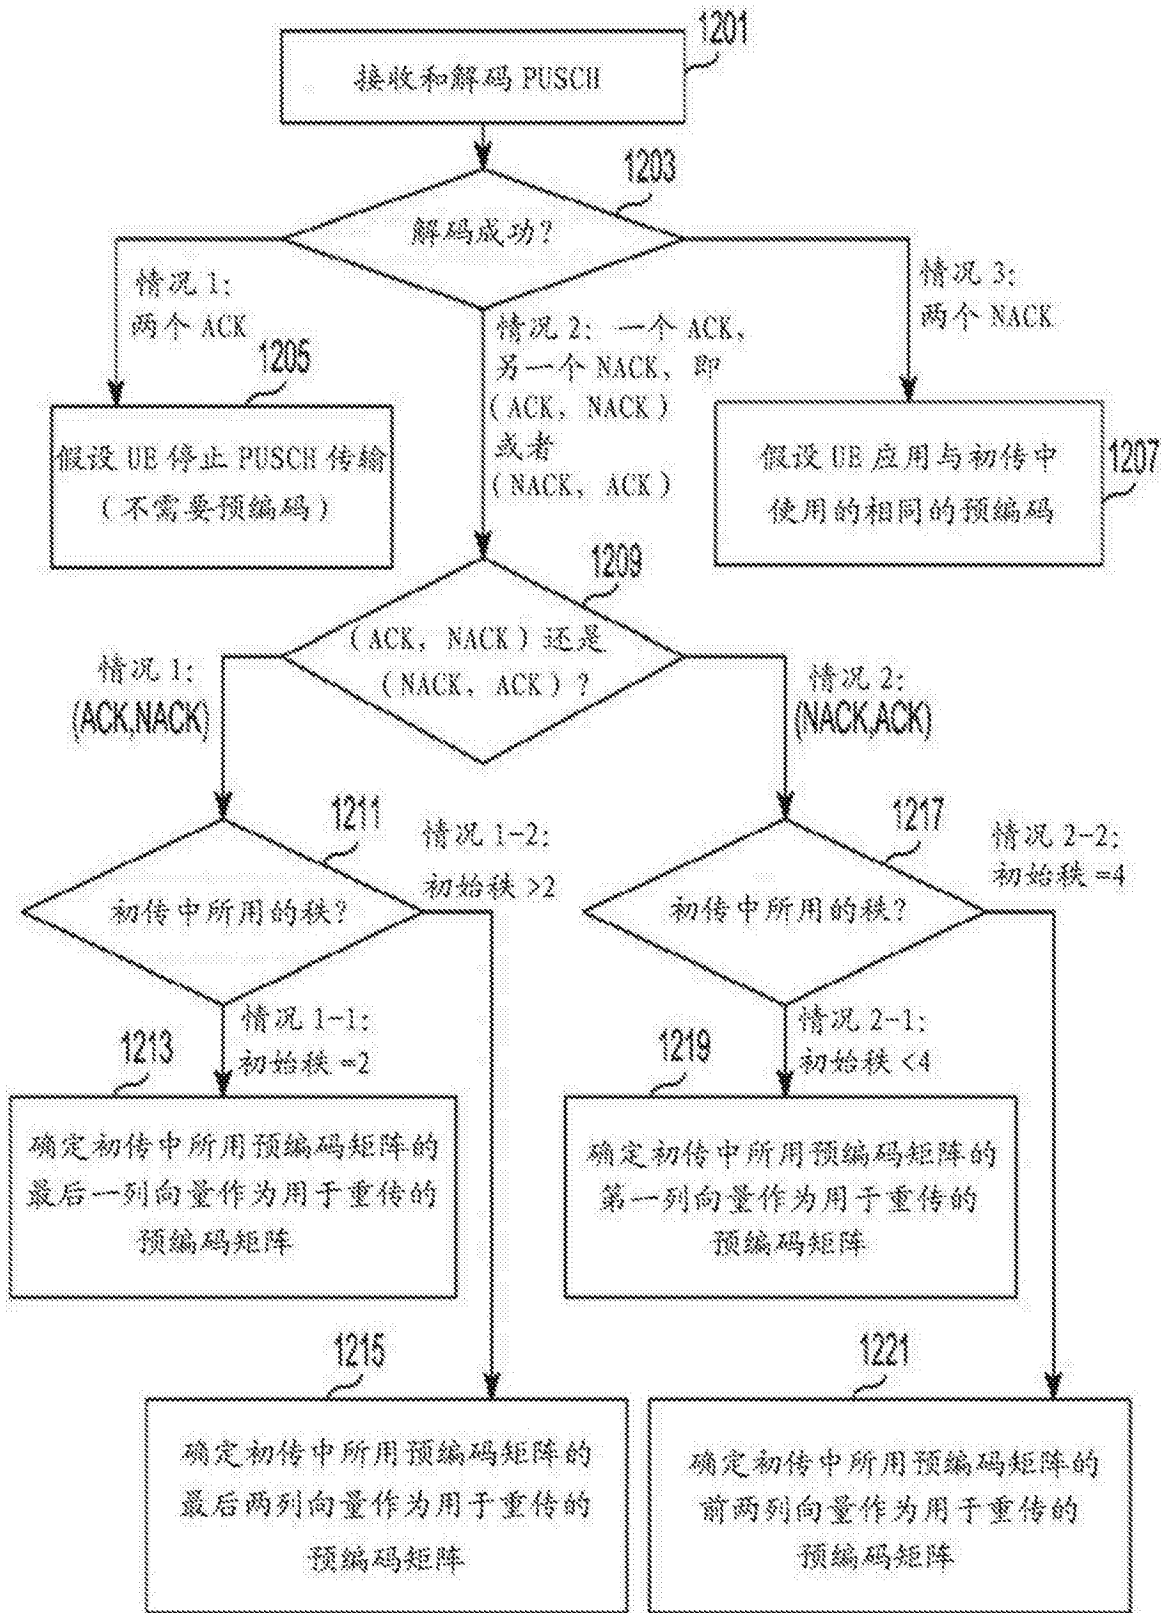 1201
接收和解码 PUSCH
1203
解码成功?
情况 1:
两个 ACK
情况 2: 一个 ACK,
另一个 NACK, 即
(ACK, NACK)
或者
(NACK, ACK)
情况 3:
两个 NACK
1205
假设 UE 停止 PUSCH 传输
(不需要预编码)
1207
假设 UE 应用与初传中
使用的相同的预编码
1209
(ACK, NACK) 还是
(NACK, ACK) ?
情况 1:
(ACK,NACK)
情况 2:
(NACK,ACK)
1211
初传中所用的秩?
情况 1-2:
初始秩 >2
1217
初传中所用的秩?
情况 2-2:
初始秩 =4
情况 1-1:
初始秩 =2
情况 2-1:
初始秩 <4
1213
确定初传中所用预编码矩阵的
最后一列向量作为用于重传的
预编码矩阵
1219
确定初传中所用预编码矩阵的
第一列向量作为用于重传的
预编码矩阵
1215
确定初传中所用预编码矩阵的
最后两列向量作为用于重传的
预编码矩阵
1221
确定初传中所用预编码矩阵的
前两列向量作为用于重传的
预编码矩阵